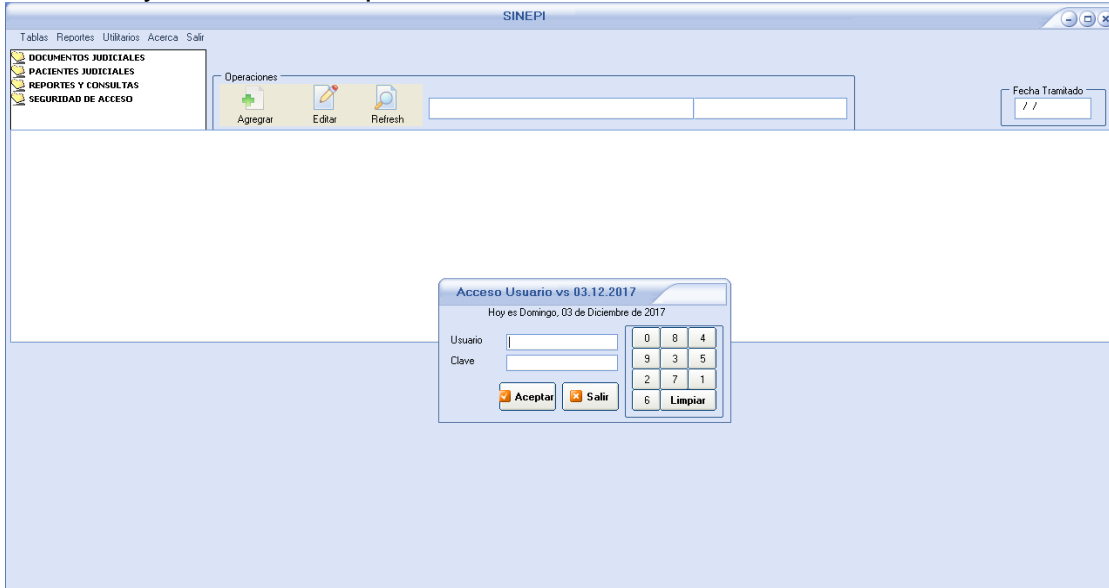 SINEPI
Tablas Reportes Utilitarios Acerca Salir
DOCUMENTOS JUDICIALES
PACIENTES JUDICIALES
REPORTES Y CONSULTAS
SEGURIDAD DE ACCESO
Operaciones
Agregrar Editar Refresh
Fecha Tramitado
/ /
Acceso Usuario vs 03.12.2017
Hoy es Domingo, 03 de Diciembre de 2017
Usuario
Clave
Aceptar Salir
0 8 4
9 3 5
2 7 1
6 Limpiar